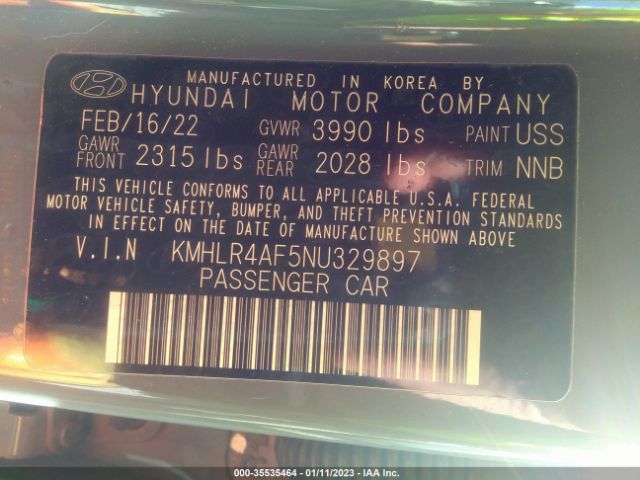 MANUFACTURED IN KOREA BY
HYUNDAI MOTOR COMPANY
FEB/16/22 GVWR 3990 lbs PAINT USS
GAWR FRONT 2315 lbs GAWR REAR 2028 lbs TRIM NNB
THIS VEHICLE CONFORMS TO ALL APPLICABLE U.S.A. FEDERAL
MOTOR VEHICLE SAFETY, BUMPER, AND THEFT PREVENTION STANDARDS
IN EFFECT ON THE DATE OF MANUFACTURE SHOWN ABOVE
V.I.N KMHLR4AF5NU329897
PASSENGER CAR
000-35535464 - 01/11/2023 - IAA Inc.